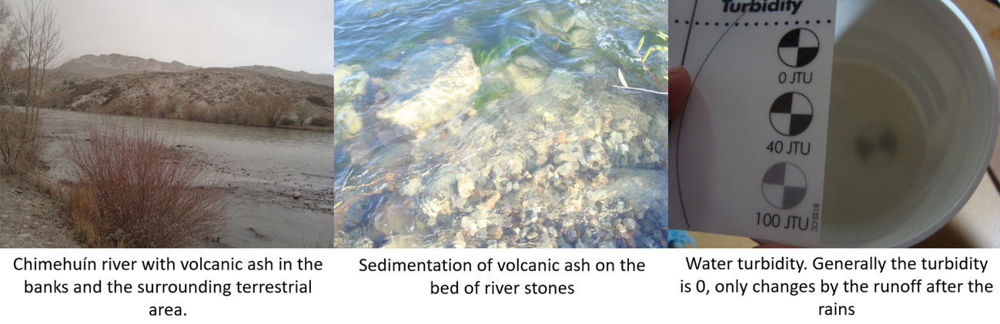 Turbidity
0 JTU
40 JTU
100 JTU
8132-CC
Chimehuín river with volcanic ash in the
banks and the surrounding terrestrial
area.
Sedimentation of volcanic ash on the
bed of river stones
Water turbidity. Generally the turbidity
is 0, only changes by the runoff after the
rains